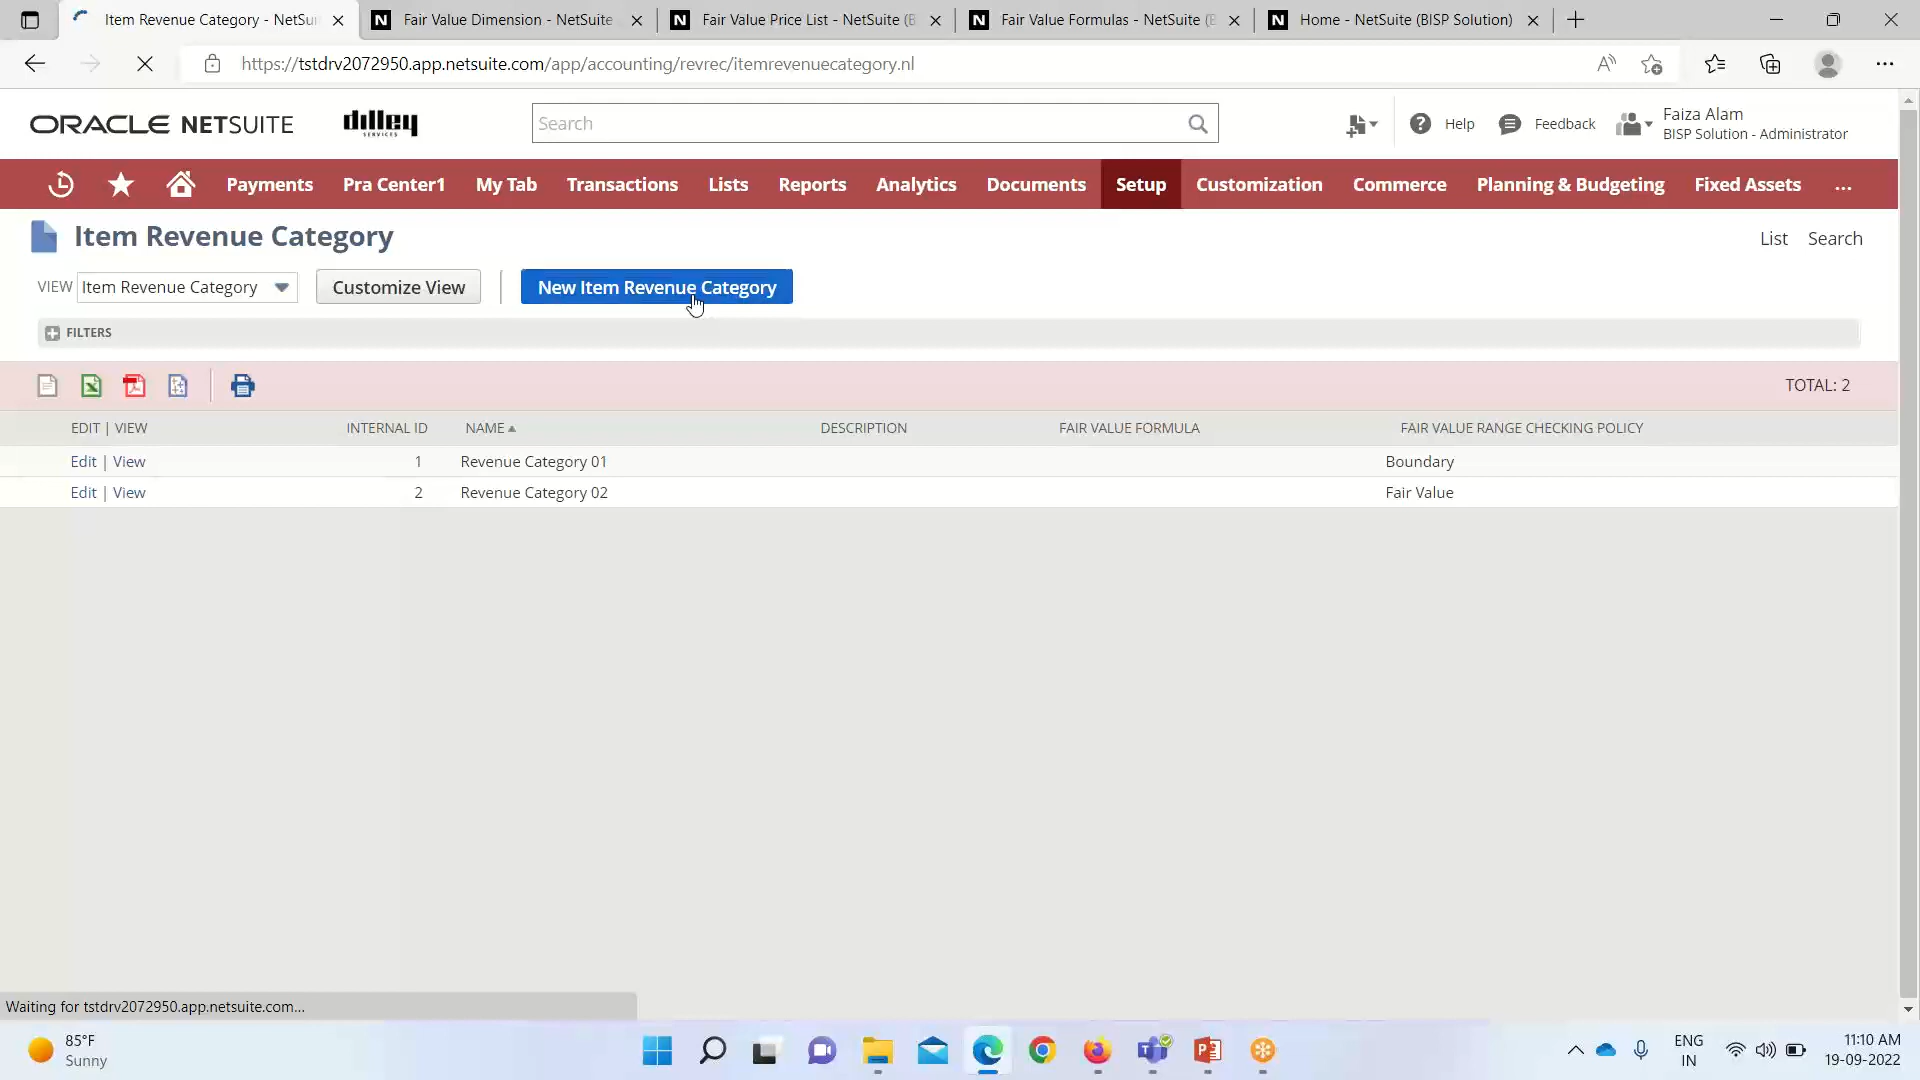 Item Revenue Category - NetSui
Fair Value Dimension - NetSuite
Fair Value Price List - NetSuite (B
Fair Value Formulas - NetSuite (B
Home - NetSuite (BISP Solution)
https://tstdrv2072950.app.netsuite.com/app/accounting/revrec/itemrevenuecategory.nl
ORACLE NETSUITE
dilley
SERVICES
Search
Help
Feedback
Faiza Alam
BISP Solution - Administrator
Payments Pra Center1 My Tab Transactions Lists Reports Analytics Documents Setup Customization Commerce Planning & Budgeting Fixed Assets ...
Item Revenue Category
List Search
VIEW Item Revenue Category Customize View New Item Revenue Category
FILTERS
TOTAL: 2
EDIT | VIEW INTERNAL ID NAME DESCRIPTION FAIR VALUE FORMULA FAIR VALUE RANGE CHECKING POLICY
Edit | View 1 Revenue Category 01 Boundary
Edit | View 2 Revenue Category 02 Fair Value
Waiting for tstdrv2072950.app.netsuite.com...
85°F
Sunny
ENG
IN
11:10 AM
19-09-2022